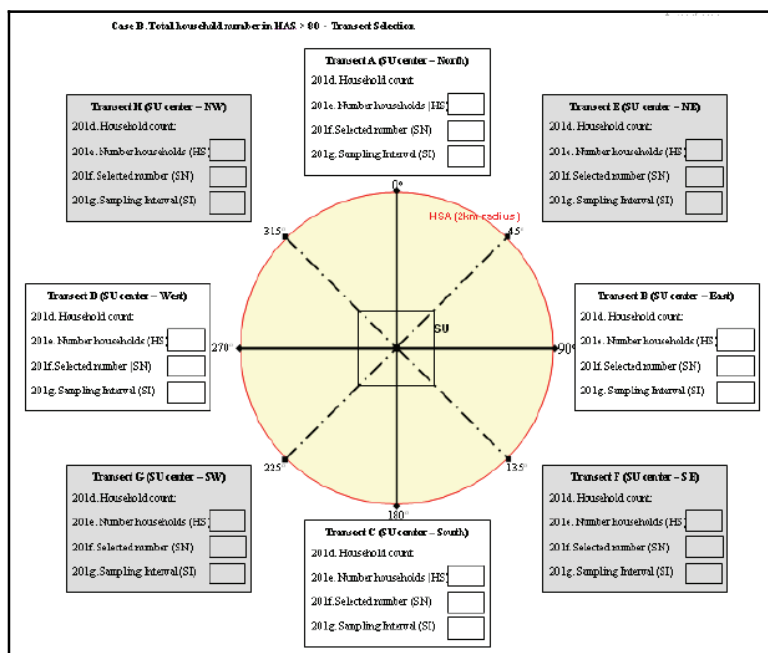 Case B. Total household number in HAS > 80 - Transect Selection
Transect A (SU center – North)
201d. Household count:
201e. Number households (HS)
201f. Selected number (SN)
201g. Sampling Interval (SI)
Transect H (SU center – NW)
201d. Household count:
201e. Number households (HS)
201f. Selected number (SN)
201g. Sampling Interval (SI)
Transect E (SU center – NE)
201d. Household count:
201e. Number households (HS)
201f. Selected number (SN)
201g. Sampling Interval (SI)
0°
HSA (2km radius)
315°
45°
Transect D (SU center – West)
201d. Household count:
201e. Number households (HS)
201f. Selected number (SN)
201g. Sampling Interval (SI)
SU
270°
90°
Transect B (SU center – East)
201d. Household count:
201e. Number households (HS)
201f. Selected number (SN)
201g. Sampling Interval (SI)
225°
135°
Transect G (SU center – SW)
201d. Household count:
201e. Number households (HS)
201f. Selected number (SN)
201g. Sampling Interval (SI)
180°
Transect C (SU center – South)
201d. Household count:
201e. Number households (HS)
201f. Selected number (SN)
201g. Sampling Interval (SI)
Transect F (SU center – SE)
201d. Household count:
201e. Number households (HS)
201f. Selected number (SN)
201g. Sampling Interval (SI)